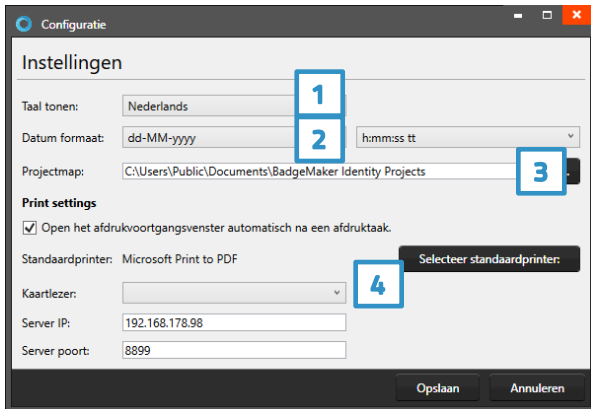 Configuratie
Instellingen
Taal tonen: Nederlands 1
Datum formaat: dd-MM-yyyy 2 h:mm:ss tt
Projectmap: C:\Users\Public\Documents\BadgeMaker Identity Projects 3
Print settings
Open het afdrukvoortgangsvenster automatisch na een afdruktaak.
Standaardprinter: Microsoft Print to PDF Selecteer standaardprinter:
Kaartlezer: 4
Server IP: 192.168.178.98
Server poort: 8899
Opslaan Annuleren